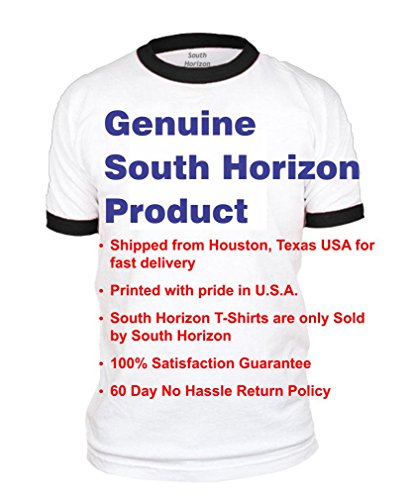 South
Horizon
Genuine
South Horizon
Product
• Shipped from Houston, Texas USA for
fast delivery
• Printed with pride in U.S.A.
• South Horizon T-Shirts are only Sold
by South Horizon
• 100% Satisfaction Guarantee
• 60 Day No Hassle Return Policy